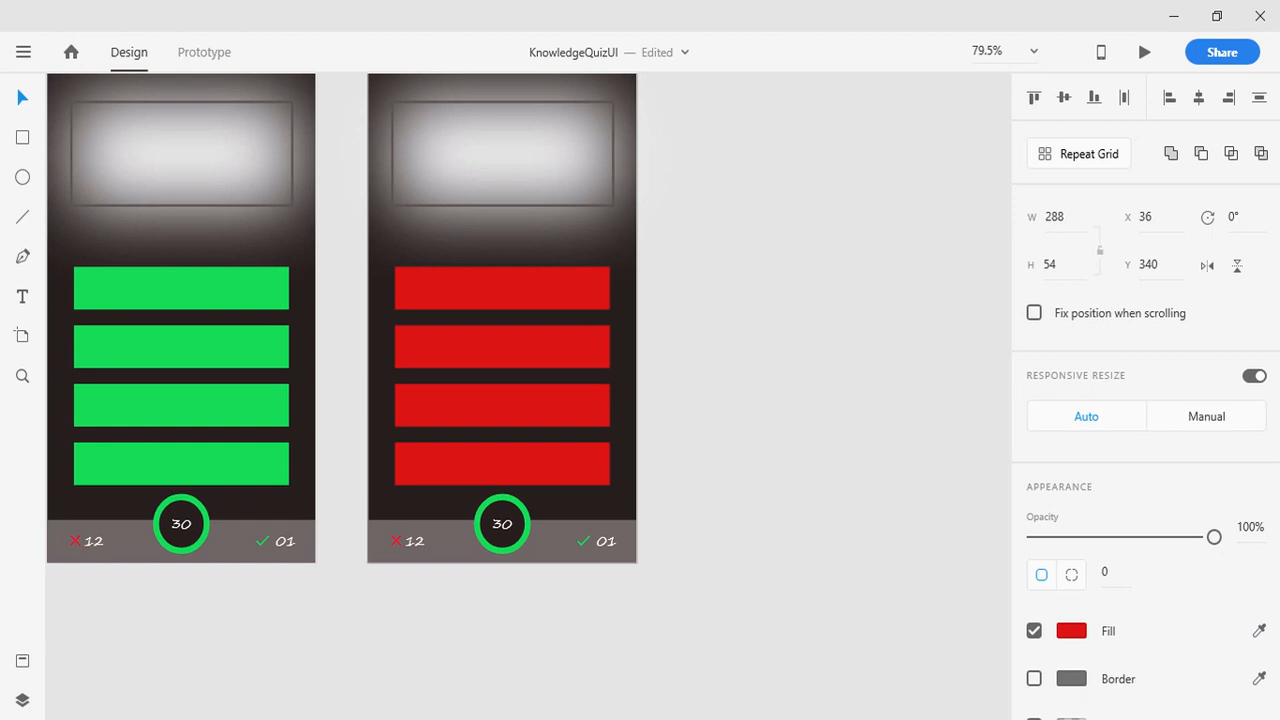 Design
Prototype
KnowledgeQuizUI — Edited
79.5%
Share
Repeat Grid
W 288
X 36
0°
H 54
Y 340
Fix position when scrolling
RESPONSIVE RESIZE
Auto
Manual
APPEARANCE
Opacity
100%
0
Fill
Border
30
12
01
30
12
01